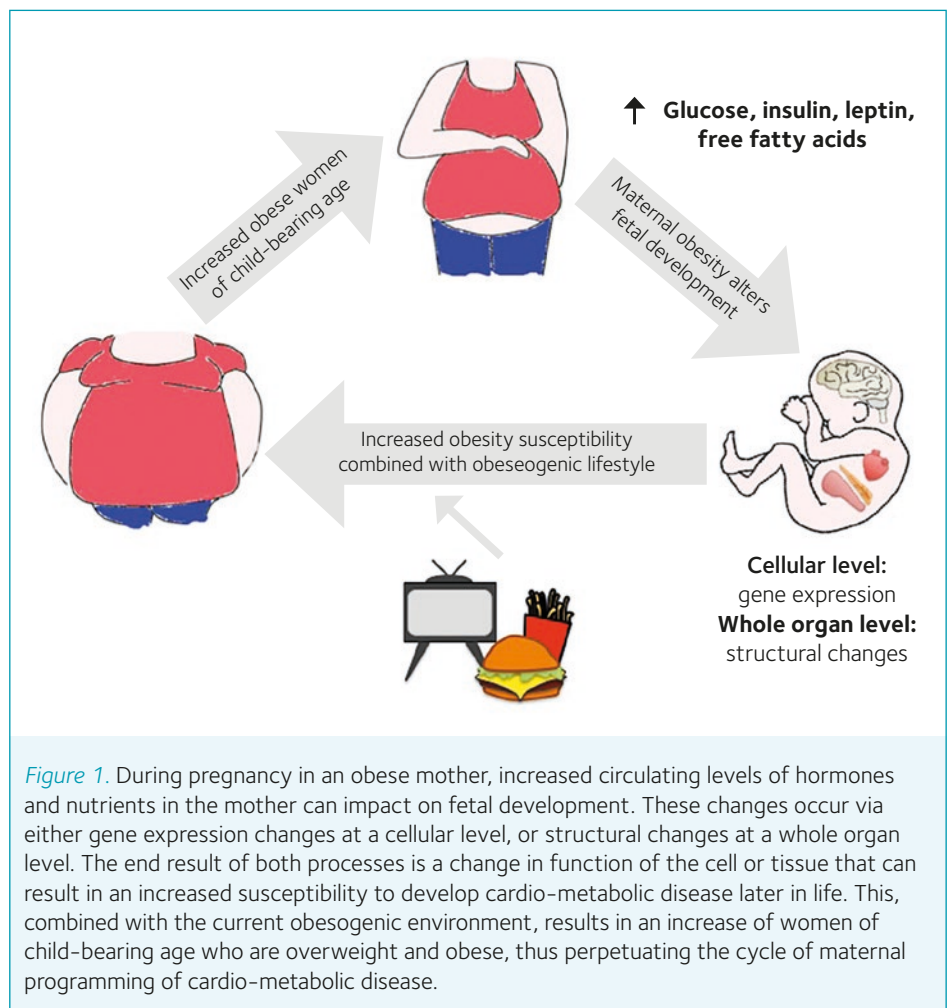 ↑ Glucose, insulin, leptin,
free fatty acids
Increased obese women
of child-bearing age
Maternal obesity alters
fetal development
Increased obesity susceptibility
combined with obeseogenic lifestyle
Cellular level:
gene expression
Whole organ level:
structural changes
Figure 1. During pregnancy in an obese mother, increased circulating levels of hormones
and nutrients in the mother can impact on fetal development. These changes occur via
either gene expression changes at a cellular level, or structural changes at a whole organ
level. The end result of both processes is a change in function of the cell or tissue that can
result in an increased susceptibility to develop cardio-metabolic disease later in life. This,
combined with the current obesogenic environment, results in an increase of women of
child-bearing age who are overweight and obese, thus perpetuating the cycle of maternal
programming of cardio-metabolic disease.